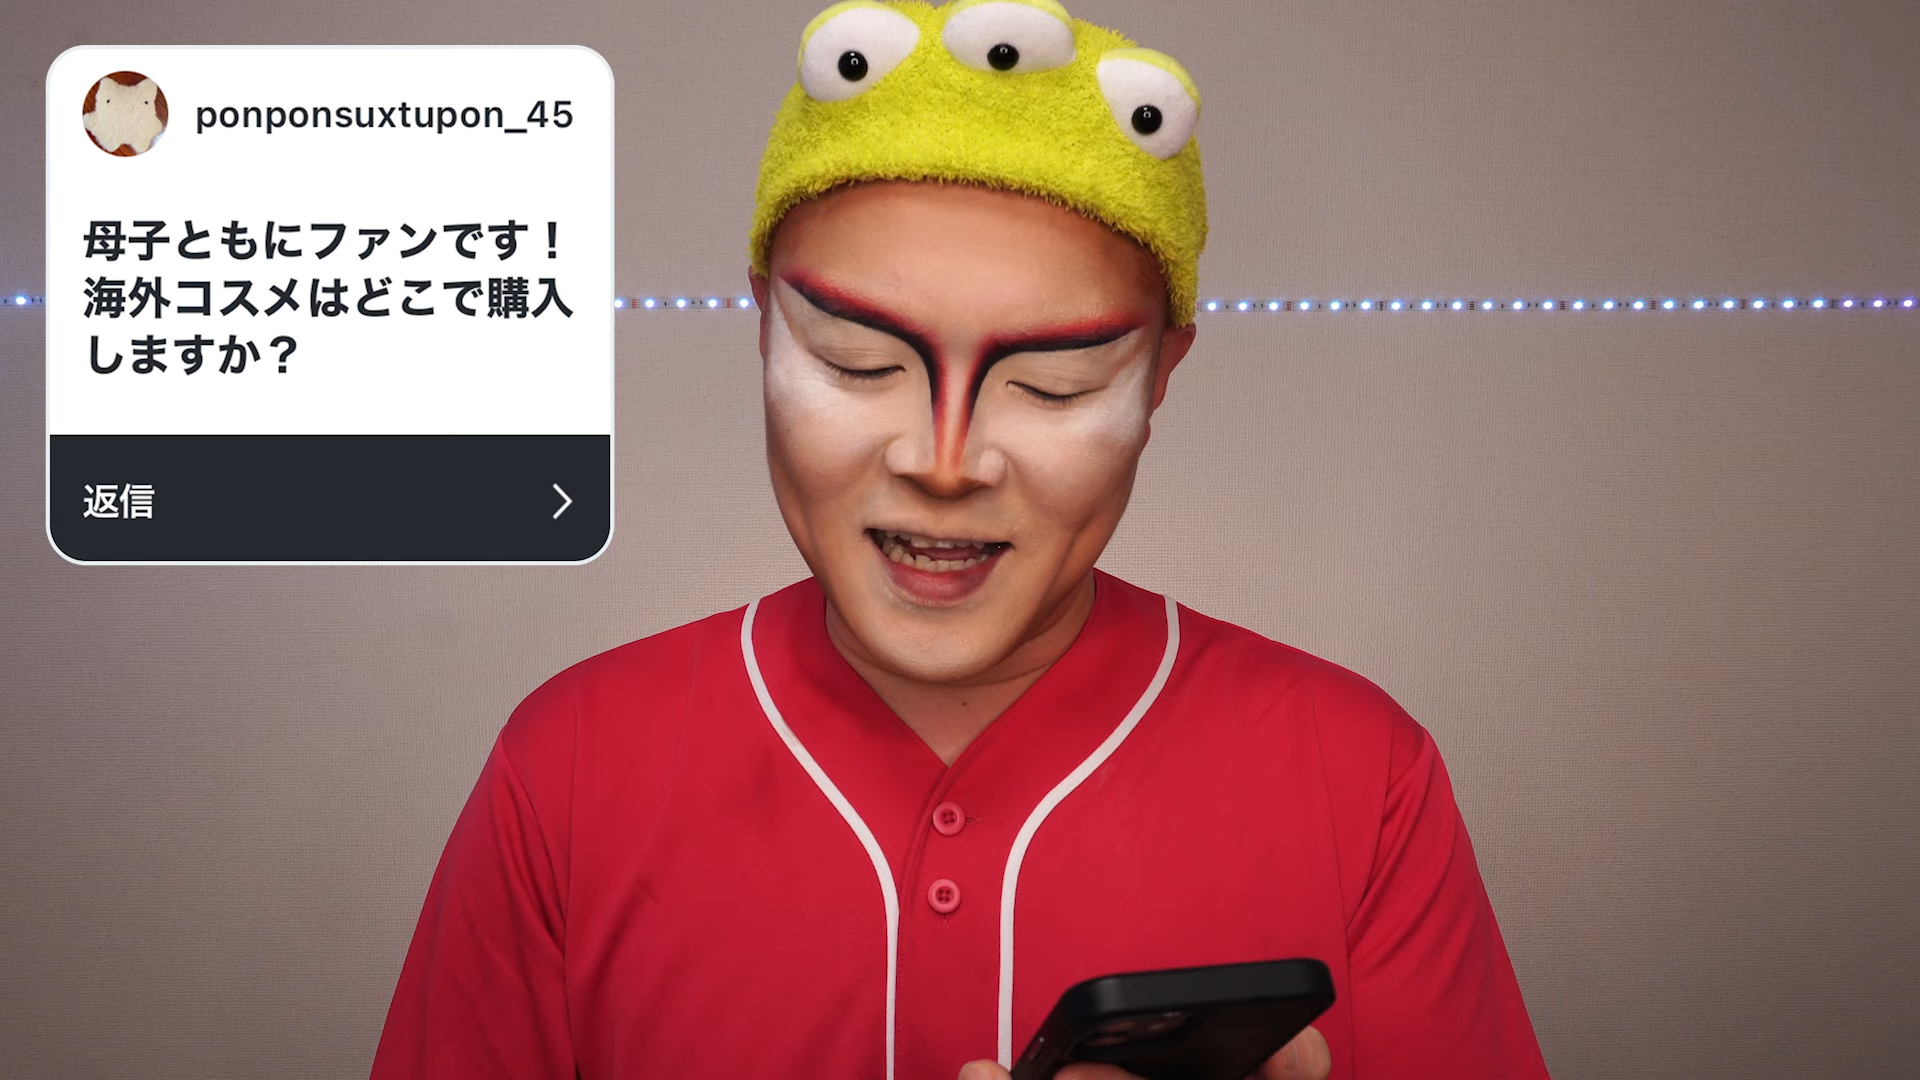 ponponsuxtupon_45
母子ともにファンです！
海外コスメはどこで購入
しますか？
返信